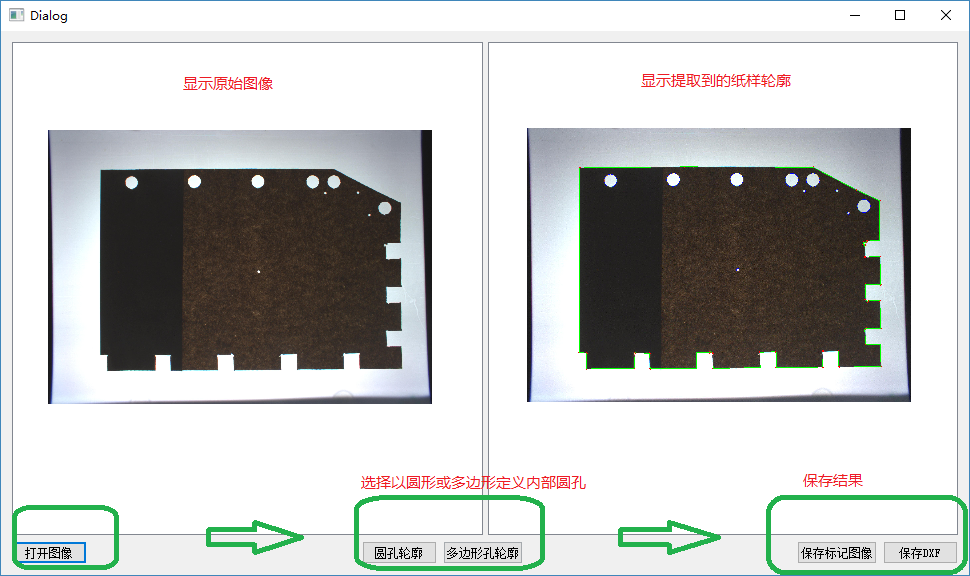 Dialog
显示原始图像
显示提取到的纸样轮廓
选择以圆形或多边形定义内部圆孔
保存结果
打开图像
圆孔轮廓
多边形孔轮廓
保存标记图像
保存DXF